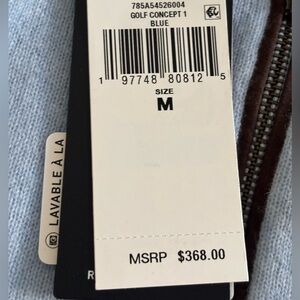 785A54526004
GOLF CONCEPT 1
BLUE
1 97748 80812 5
SIZE
M
LAVABLE À LA
MSRP $368.00
R